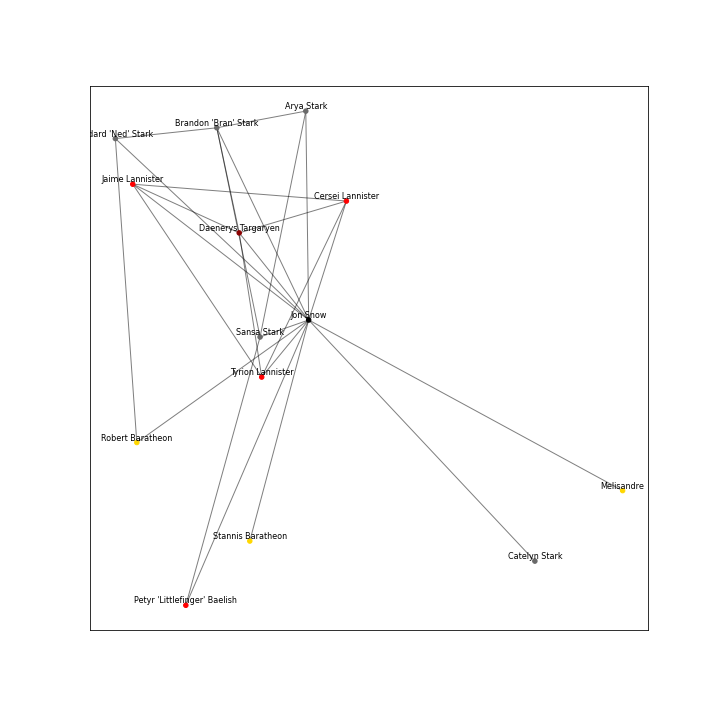 Arya Stark
Brandon 'Bran' Stark
'Ned' Stark
Jaime Lannister
Cersei Lannister
Daenerys Targaryen
Jon Snow
Sansa Stark
Tyrion Lannister
Robert Baratheon
Melisandre
Stannis Baratheon
Catelyn Stark
Petyr 'Littlefinger' Baelish